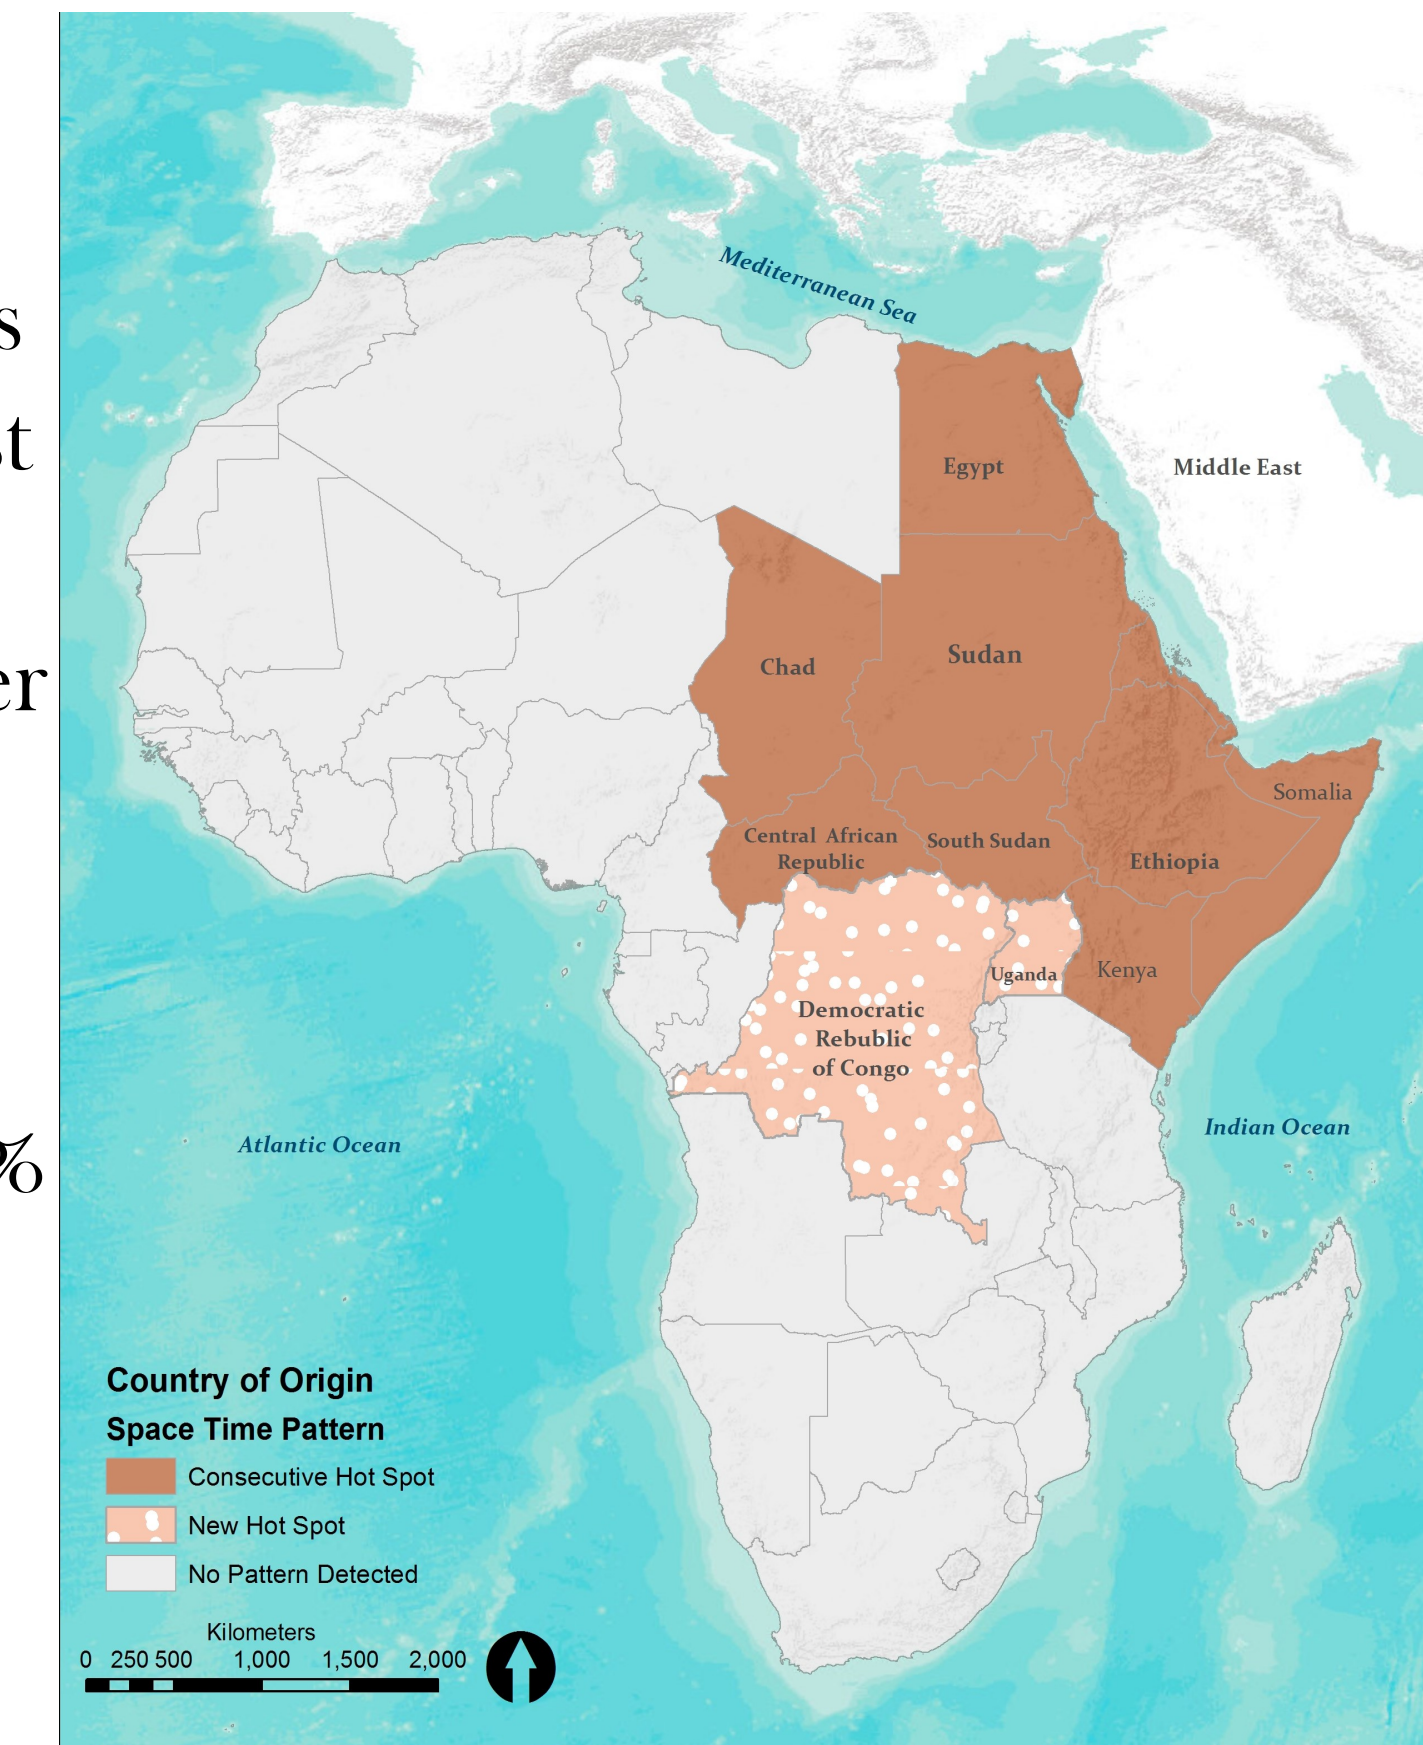 s
st
er
%
Mediterranean Sea
Egypt
Middle East
Chad
Sudan
Somalia
Central African
Republic
South Sudan
Ethiopia
Uganda
Kenya
Democratic
Rebublic
of Congo
Atlantic Ocean
Indian Ocean
Country of Origin
Space Time Pattern
Consecutive Hot Spot
New Hot Spot
No Pattern Detected
Kilometers
0 250 500 1,000 1,500 2,000